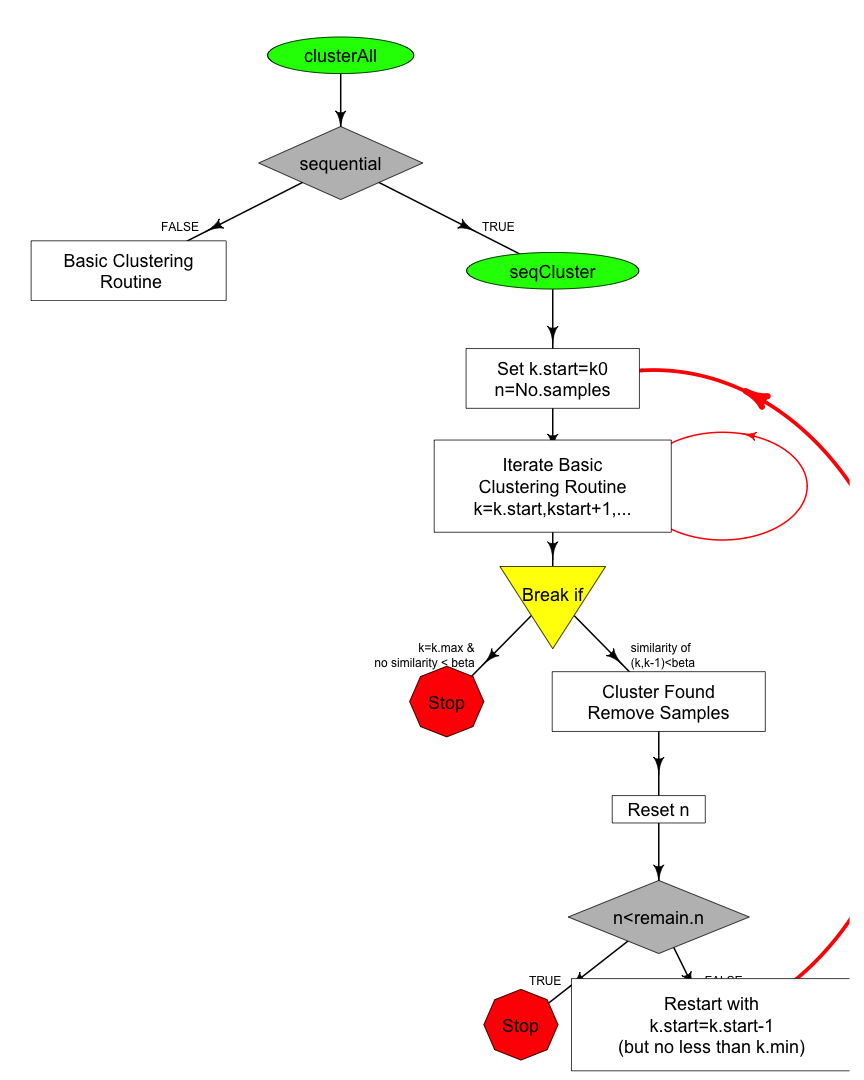 clusterAll
sequential
FALSE
TRUE
Basic Clustering
Routine
seqCluster
Set k.start=k0
n=No.samples
Iterate Basic
Clustering Routine
k=k.start,kstart+1,...
Break if
k=k.max &
no similarity < beta
similarity of
(k,k-1)<beta
Stop
Cluster Found
Remove Samples
Reset n
n<remain.n
TRUE
FALSE
Stop
Restart with
k.start=k.start-1
(but no less than k.min)